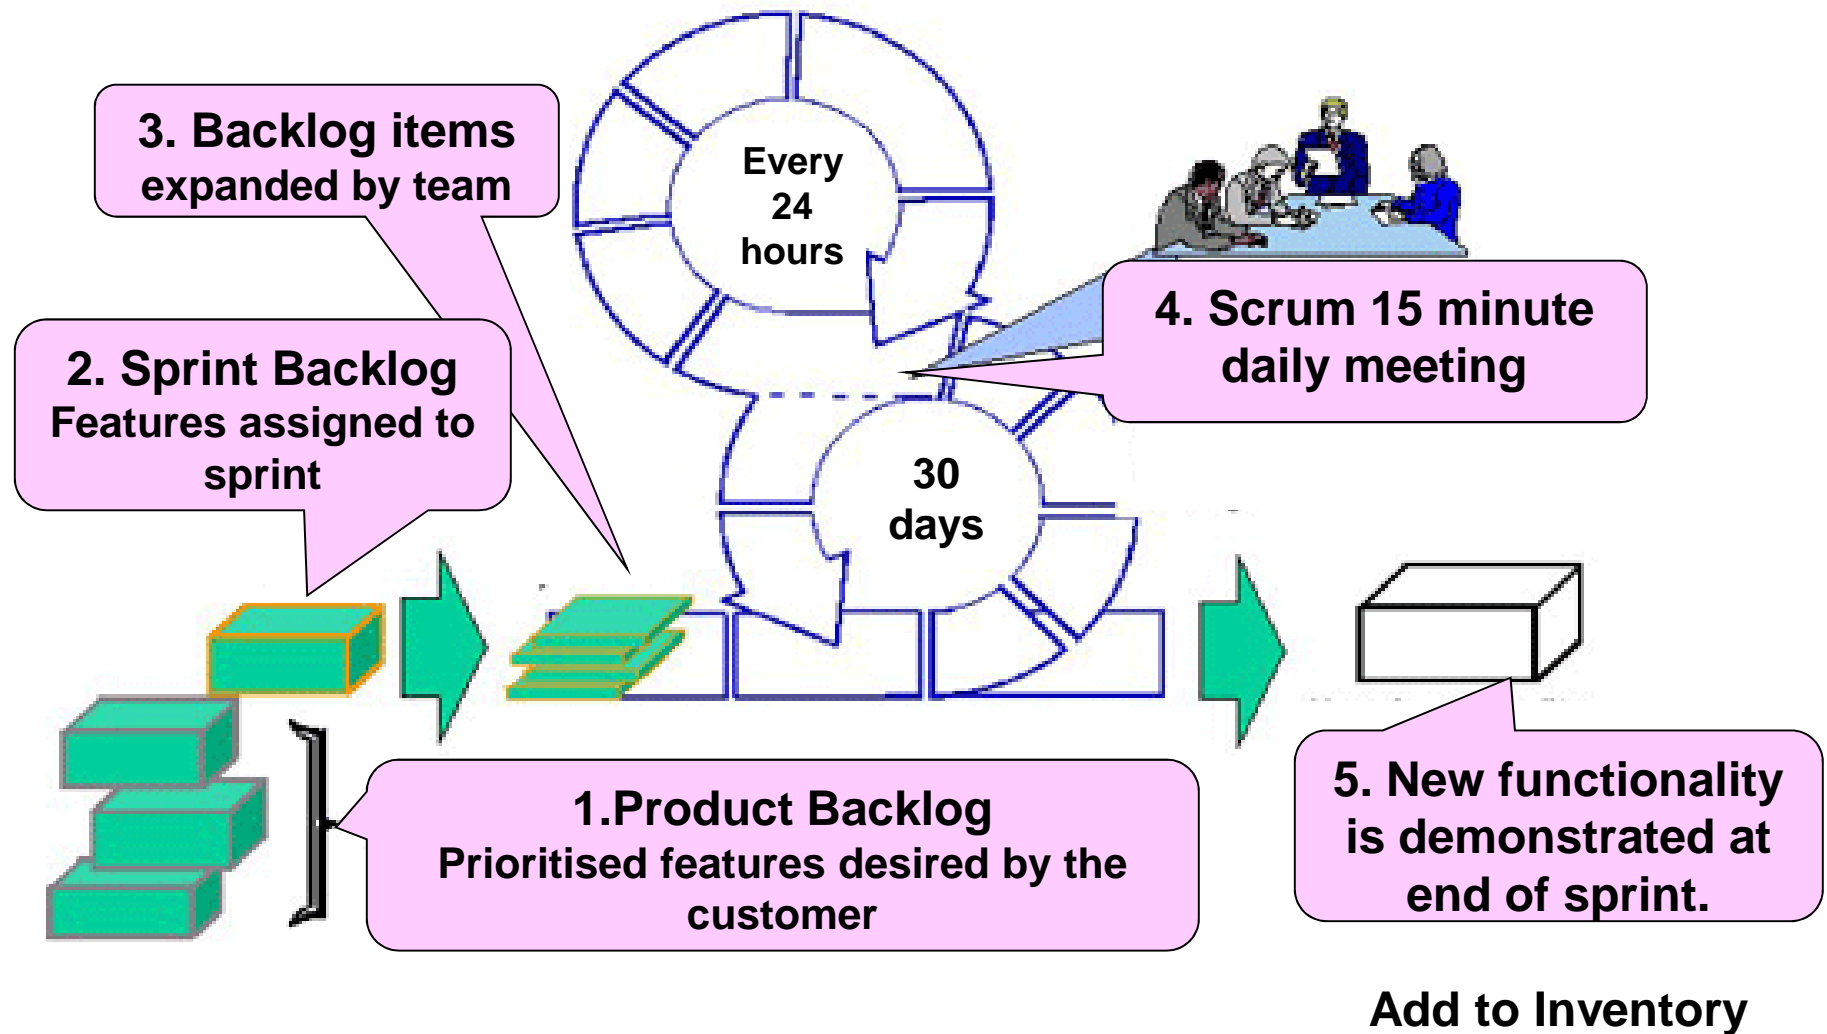 3. Backlog items
expanded by team
Every
24
hours
4. Scrum 15 minute
daily meeting
2. Sprint Backlog
Features assigned to
sprint
30
days
1.Product Backlog
Prioritised features desired by the
customer
5. New functionality
is demonstrated at
end of sprint.
Add to Inventory